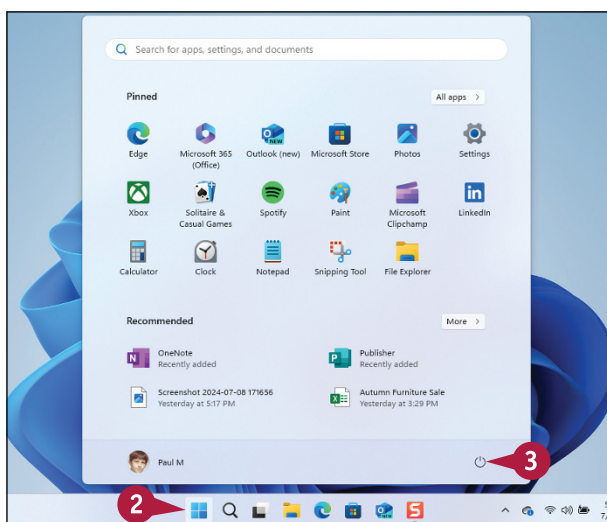 Search for apps, settings, and documents
Pinned
All apps >
Edge
Microsoft 365 (Office)
Outlook (new)
Microsoft Store
Photos
Settings
Xbox
Solitaire & Casual Games
Spotify
Paint
Microsoft Clipchamp
LinkedIn
Calculator
Clock
Notepad
Snipping Tool
File Explorer
Recommended
More >
OneNote
Recently added
Publisher
Recently added
Screenshot 2024-07-08 171656
Yesterday at 5:17 PM
Autumn Furniture Sale
Yesterday at 3:29 PM
Paul M
3
2